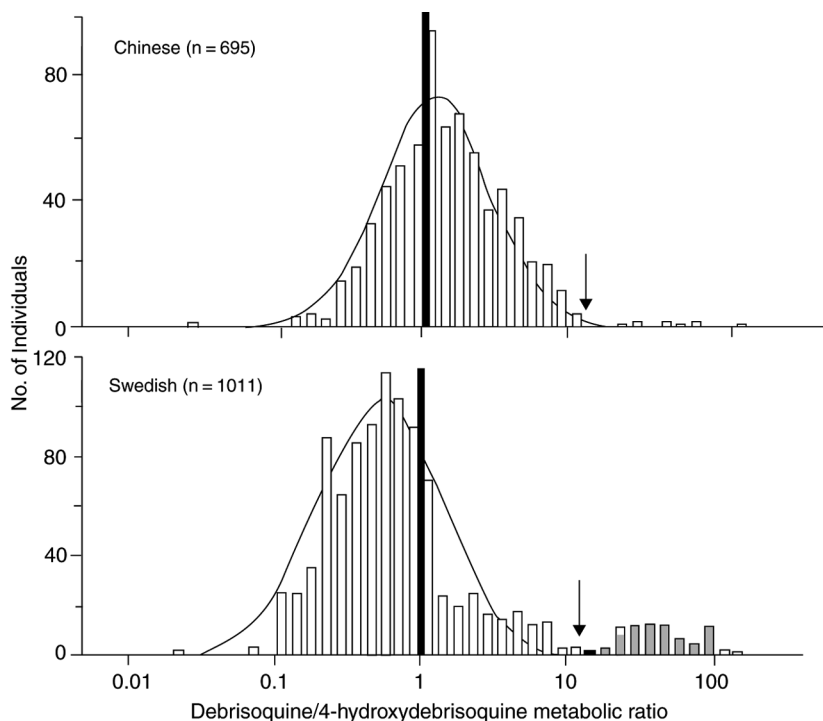 Chinese (n = 695)
80
40
0
No. of Individuals
120
Swedish (n = 1011)
80
40
0
0.01 0.1 1 10 100
Debrisoquine/4-hydroxydebrisoquine metabolic ratio